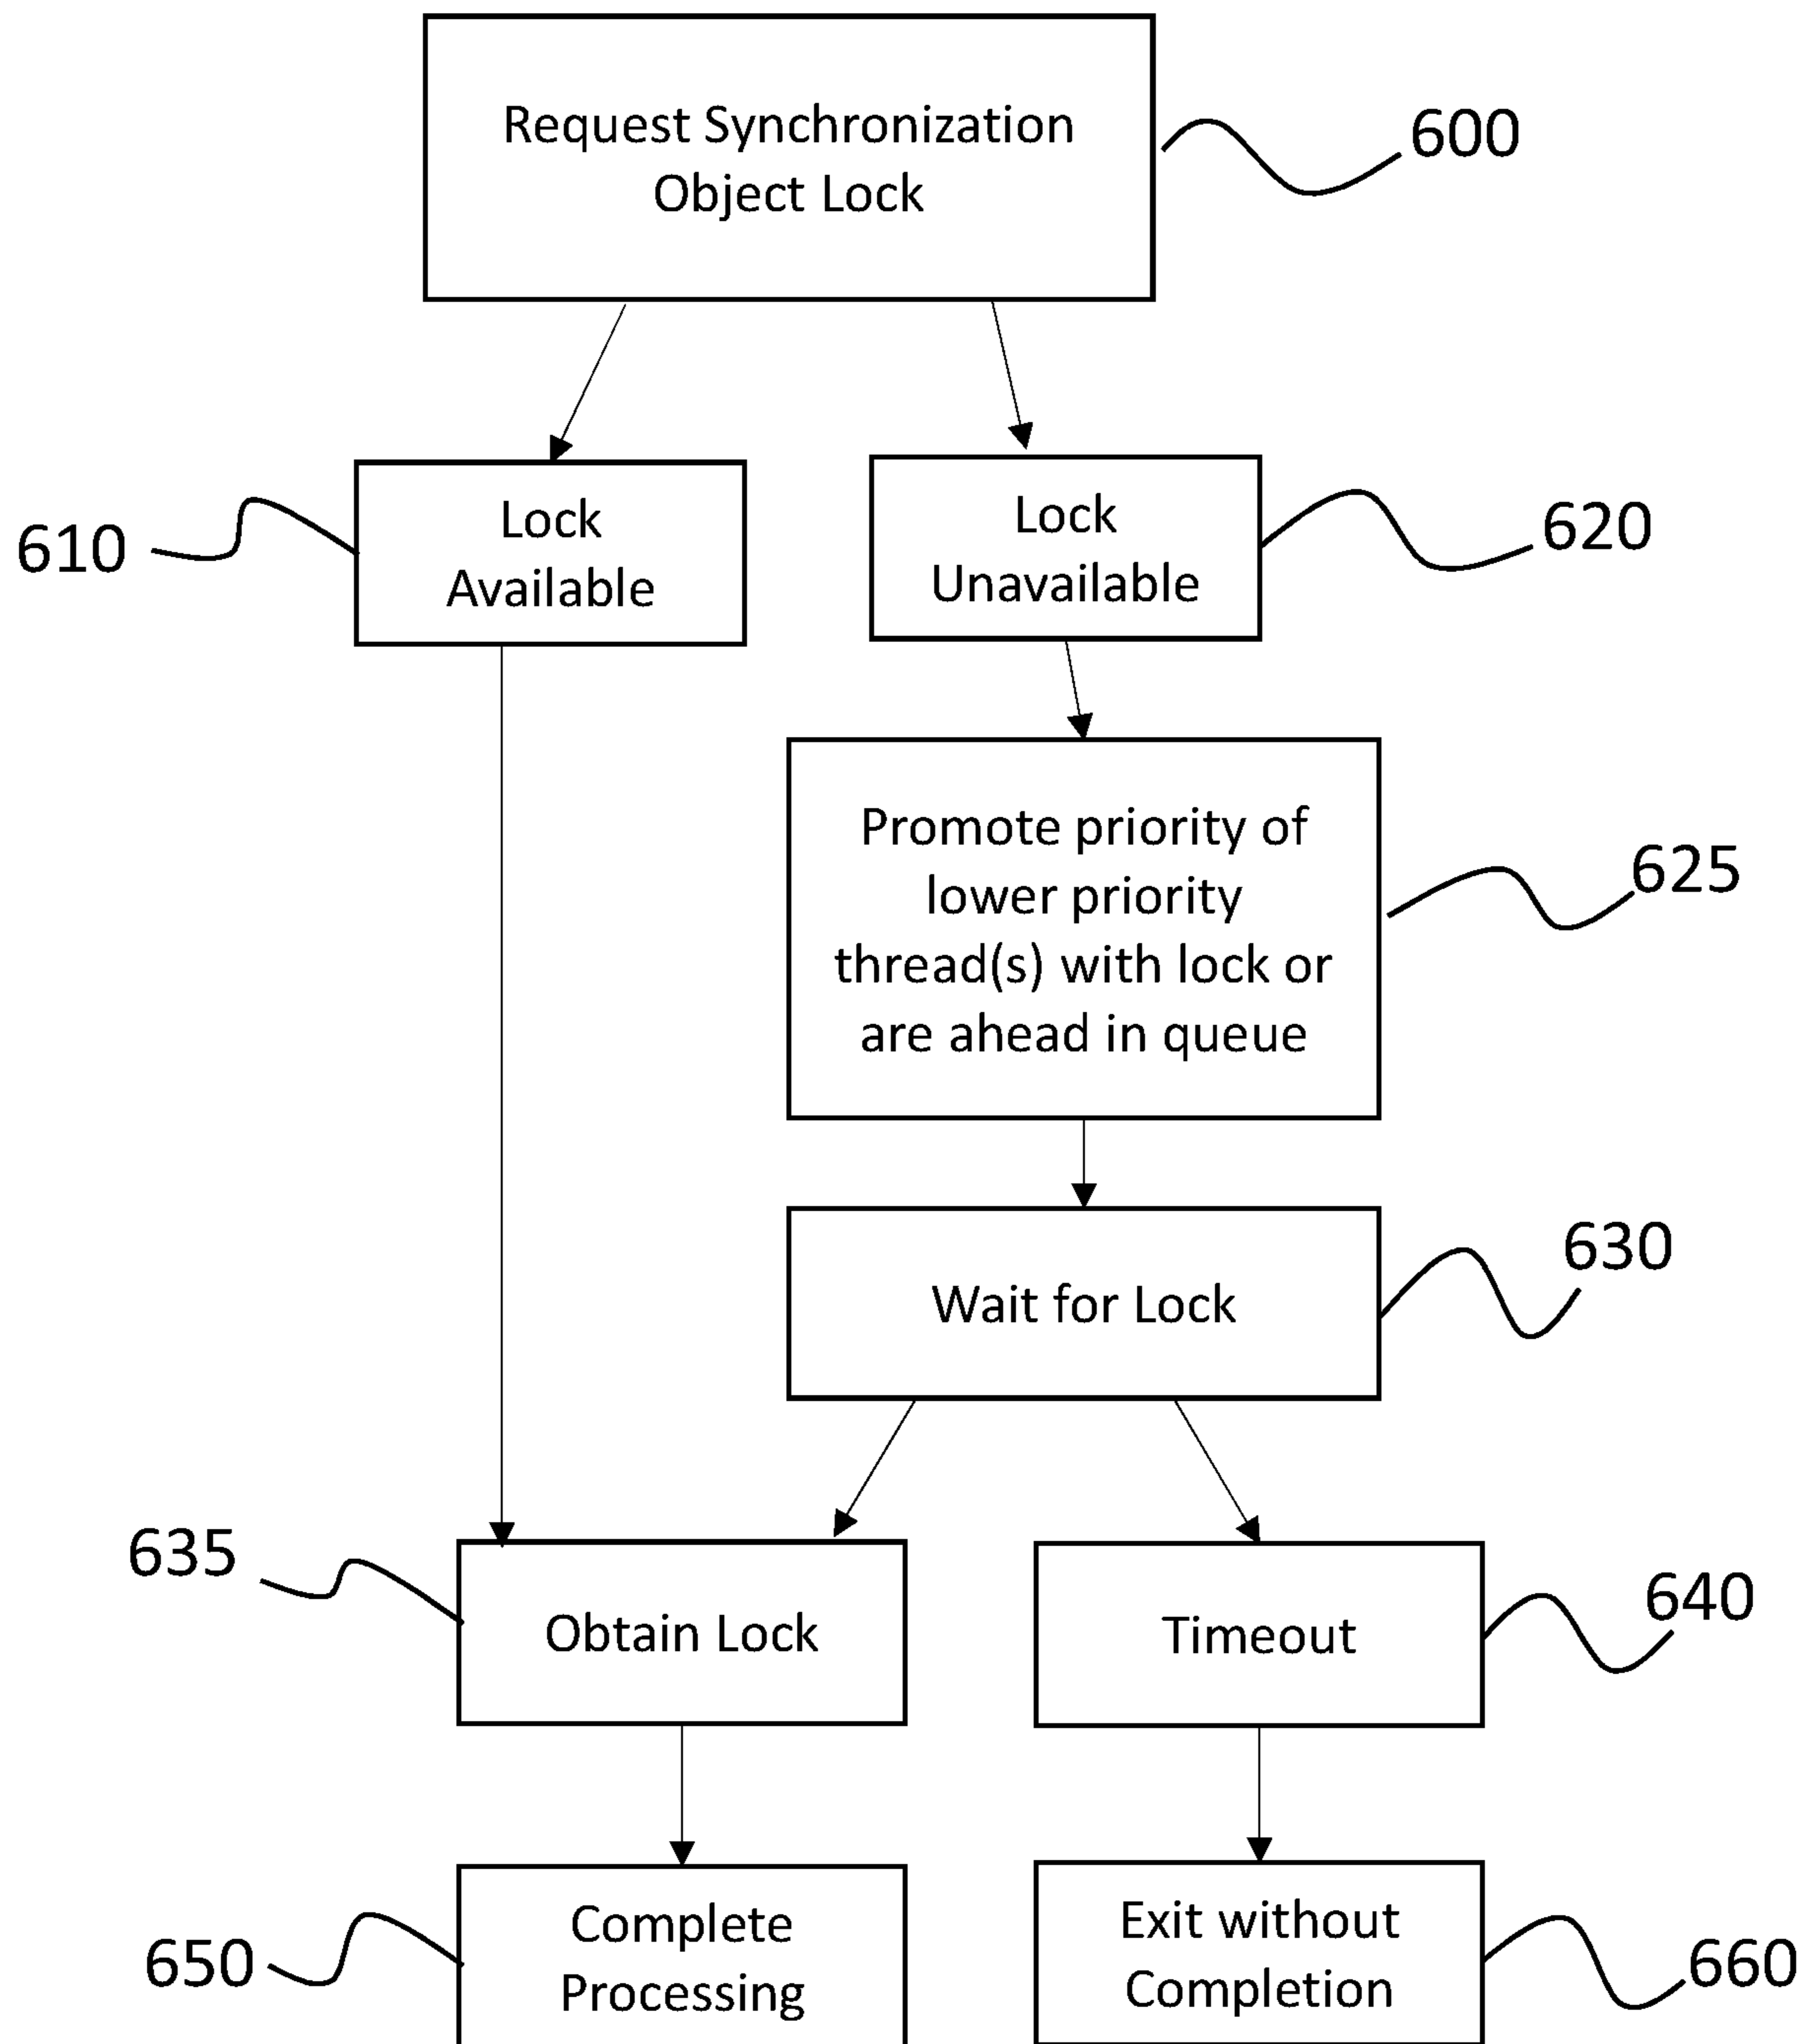 Request Synchronization
Object Lock
600
610
Lock
Available
Lock
Unavailable
620
Promote priority of
lower priority
thread(s) with lock or
are ahead in queue
625
Wait for Lock
630
635
Obtain Lock
Timeout
640
650
Complete
Processing
Exit without
Completion
660